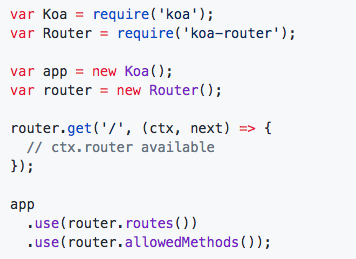 var Koa = require('koa');
var Router = require('koa-router');

var app = new Koa();
var router = new Router();

router.get('/', (ctx, next) => {
  // ctx.router available
});

app
  .use(router.routes())
  .use(router.allowedMethods());